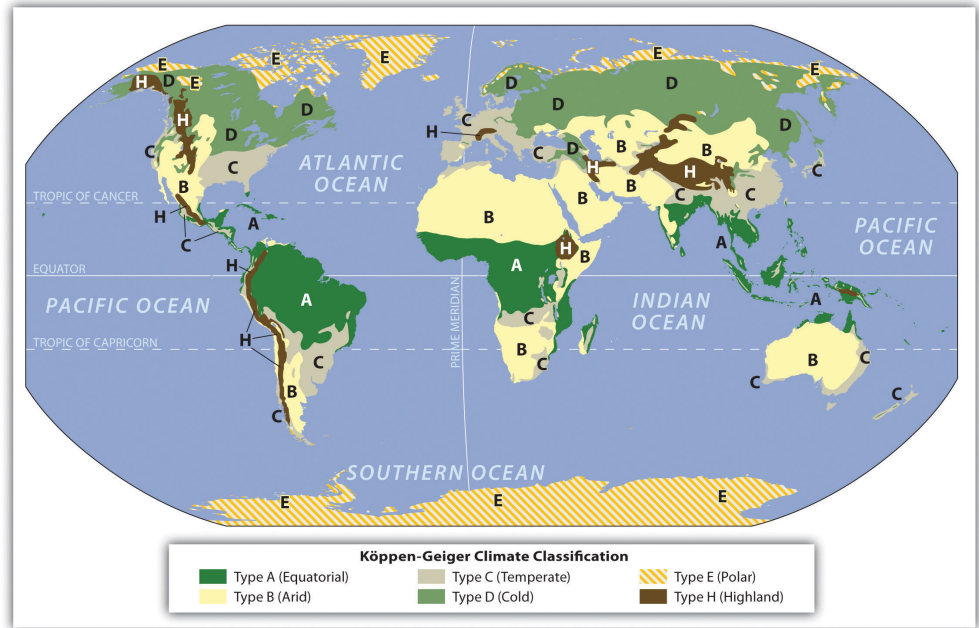 E
E
E
E
E
H
D
E
D
D
D
H
D
D
D
C
H
B
C
C
D
B
B
C
C
ATLANTIC
OCEAN
H
B
H
B
C
C
TROPIC OF CANCER
B
H
A
C
B
H
B
A
PACIFIC
OCEAN
H
EQUATOR
A
PACIFIC OCEAN
A
PRIME MERIDIAN
INDIAN
OCEAN
A
C
H
TROPIC OF CAPRICORN
C
B
C
B
C
B
C
C
C
SOUTHERN OCEAN
E
E
E
Köppen-Geiger Climate Classification
Type A (Equatorial)
Type C (Temperate)
Type E (Polar)
Type B (Arid)
Type D (Cold)
Type H (Highland)